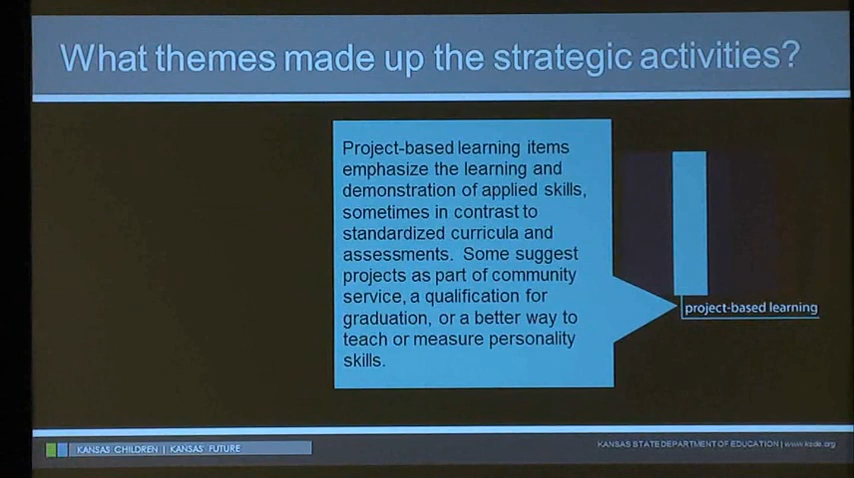 What themes made up the strategic activities?
Project-based learning items
emphasize the learning and
demonstration of applied skills,
sometimes in contrast to
standardized curricula and
assessments. Some suggest
projects as part of community
service, a qualification for
graduation, or a better way to
teach or measure personality
skills.
project-based learning
KANSAS CHILDREN | KANSAS' FUTURE
KANSAS STATE DEPARTMENT OF EDUCATION | www.ksde.org